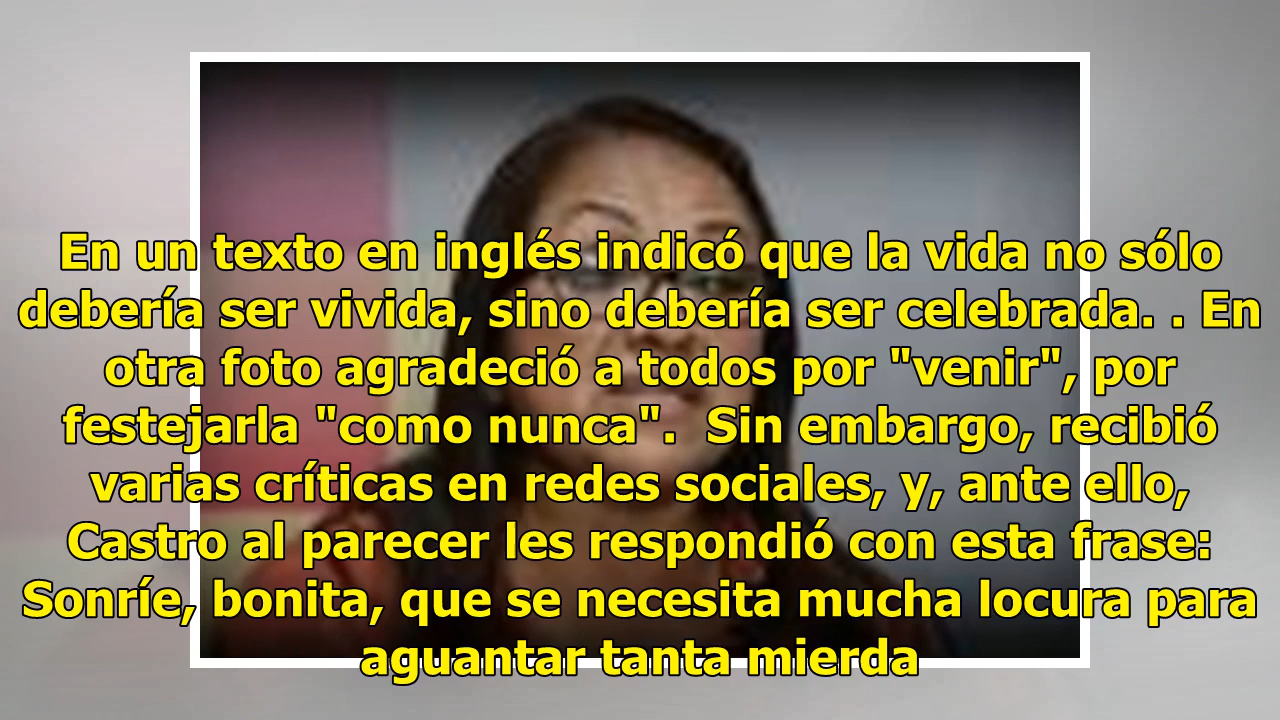 En un texto en inglés indicó que la vida no sólo
debería ser vivida, sino debería ser celebrada. . En
otra foto agradeció a todos por "venir", por
festejarla "como nunca".  Sin embargo, recibió
varias críticas en redes sociales, y, ante ello,
Castro al parecer les respondió con esta frase:
Sonríe, bonita, que se necesita mucha locura para
aguantar tanta mierda